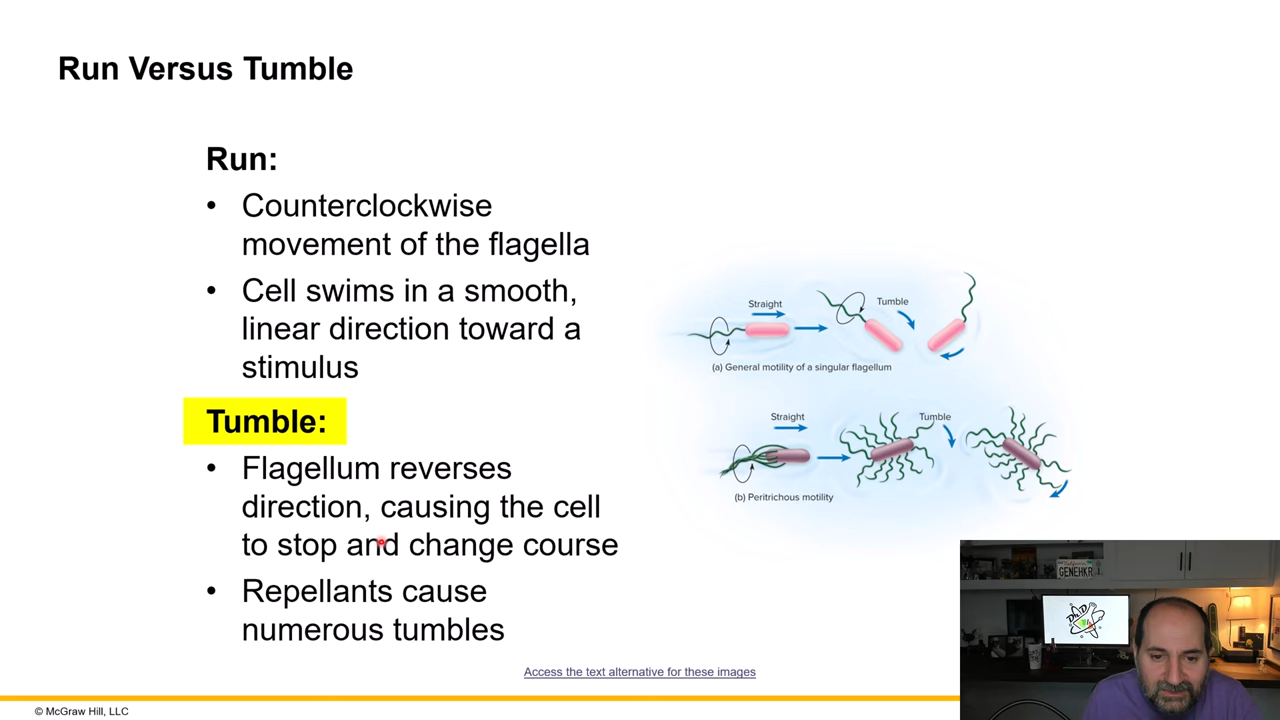 Run Versus Tumble
Run:
• Counterclockwise
movement of the flagella
• Cell swims in a smooth,
linear direction toward a
stimulus
Tumble:
• Flagellum reverses
direction, causing the cell
to stop and change course
• Repellants cause
numerous tumbles
Straight
Tumble
(a) General motility of a singular flagellum
Straight
Tumble
(b) Peritrichous motility
Access the text alternative for these images
© McGraw Hill, LLC
GENEHKR